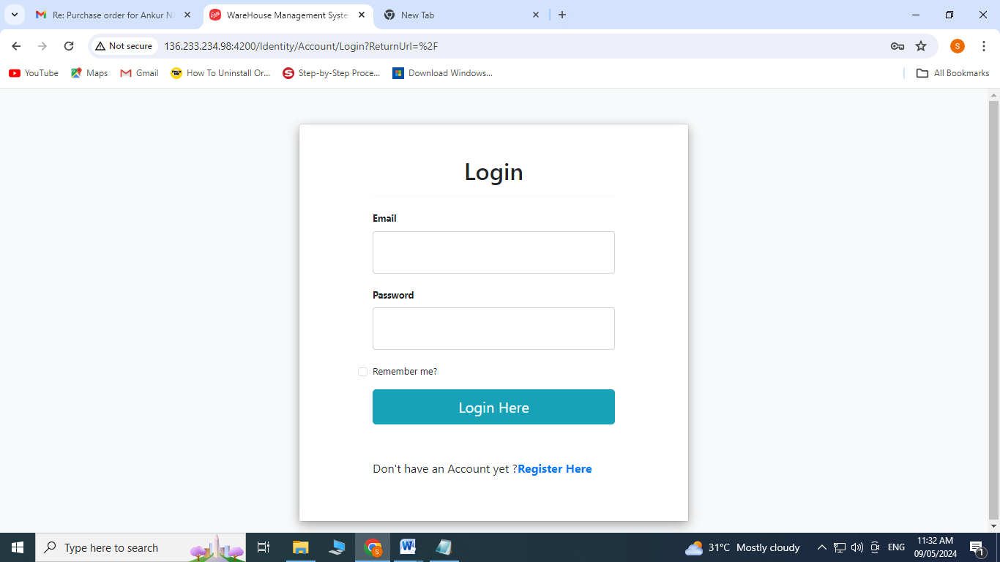 Re: Purchase order for Ankur N
WareHouse Management Syste
New Tab
Not secure
136.233.234.98:4200/Identity/Account/Login?ReturnUrl=%2F
S
YouTube
Maps
Gmail
How To Uninstall Or...
Step-by-Step Proce...
Download Windows...
All Bookmarks
Login
Email
Password
Remember me?
Login Here
Don't have an Account yet ?Register Here
Type here to search
31°C Mostly cloudy
ENG
11:32 AM
09/05/2024
1